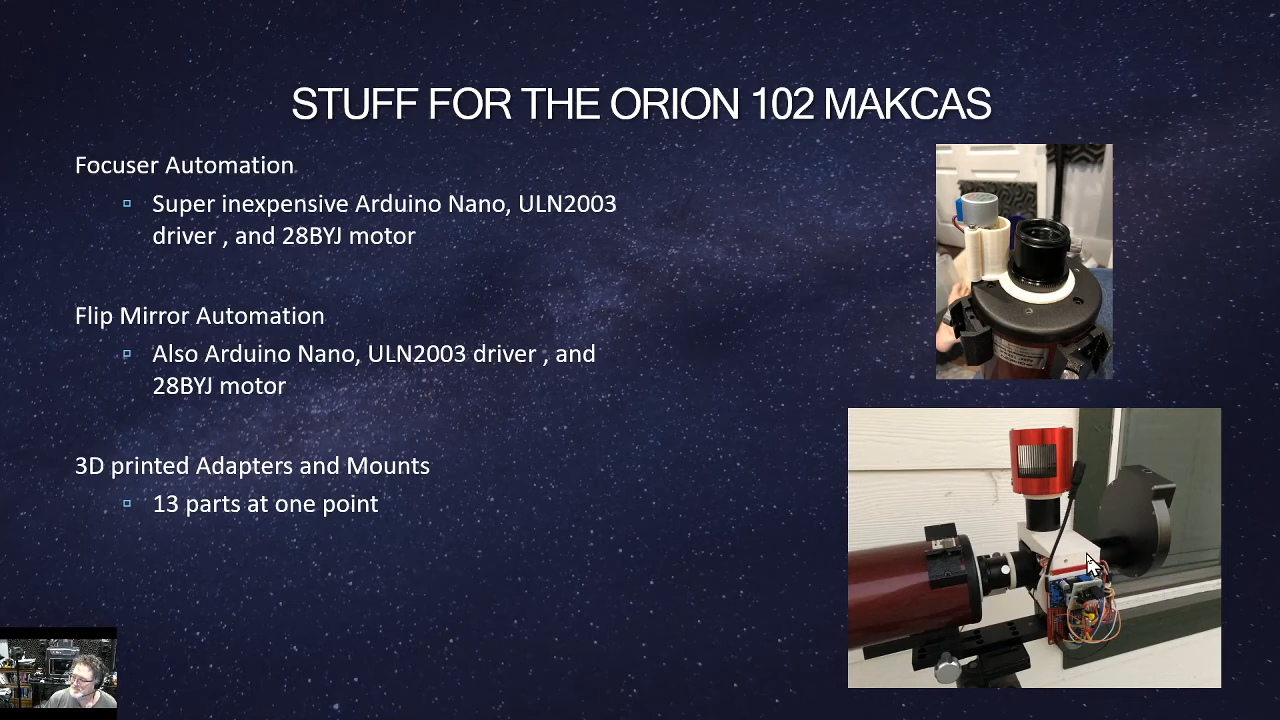 STUFF FOR THE ORION 102 MAKCAS
Focuser Automation
Super inexpensive Arduino Nano, ULN2003
driver , and 28BYJ motor
Flip Mirror Automation
Also Arduino Nano, ULN2003 driver , and
28BYJ motor
3D printed Adapters and Mounts
13 parts at one point